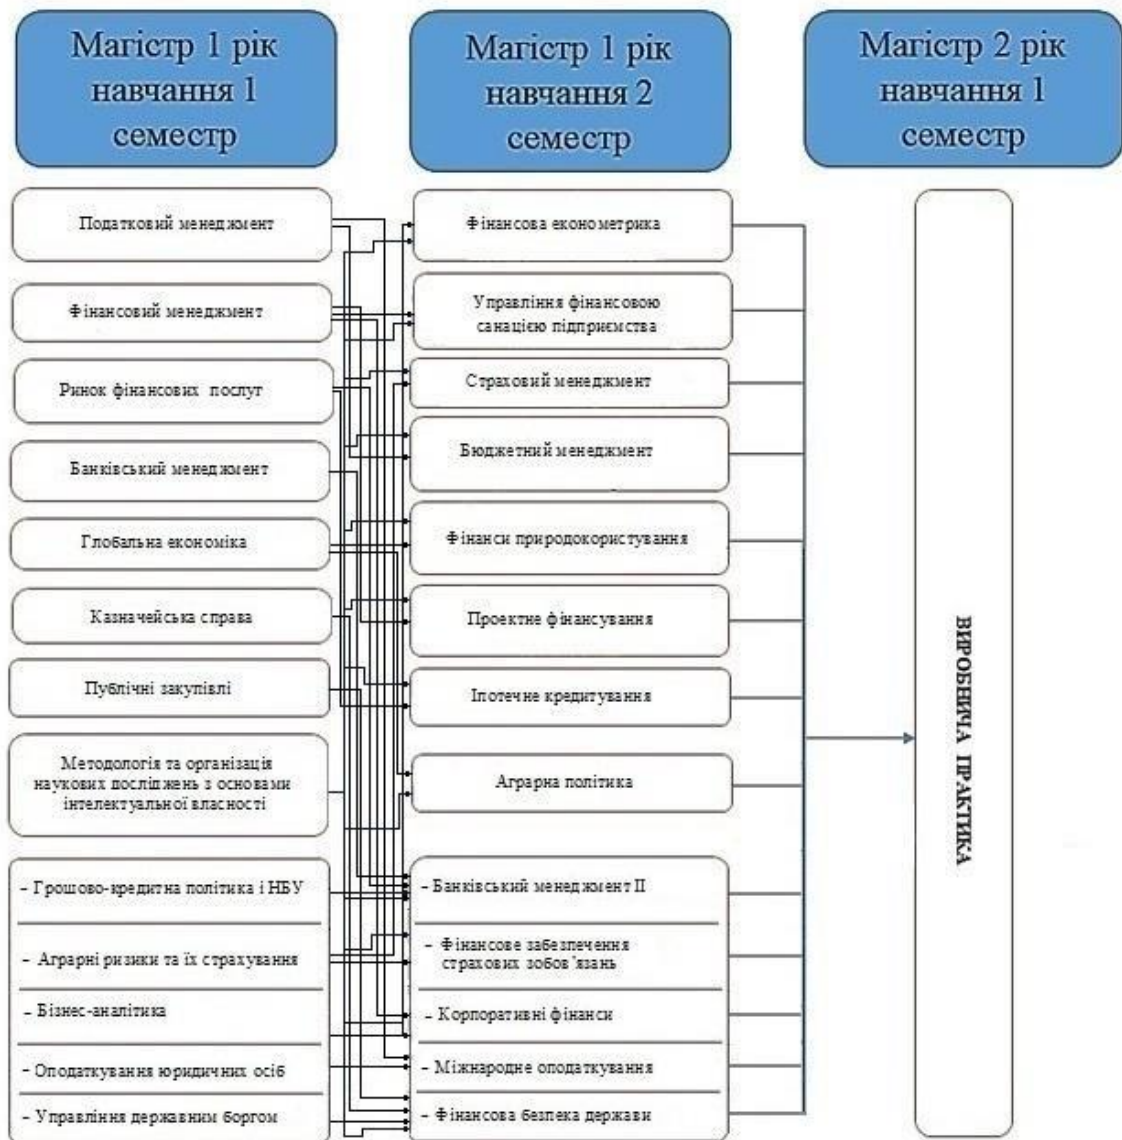 Магістр 1 рік
навчання 1
семестр
Магістр 1 рік
навчання 2
семестр
Магістр 2 рік
навчання 1
семестр
Податковий менеджмент
Фінансовий менеджмент
Ринок фінансових послуг
Банківський менеджмент
Глобальна економіка
Казначейська справа
Публічні закупівлі
Методологія та організація
наукових досліджень з основами
інтелектуальної власності
- Грошово-кредитна політика і НБУ
- Аграрні ризики та їх страхування
- Бізнес-аналітика
- Оподаткування юридичних осіб
- Управління державним боргом
Фінансова економетрика
Управління фінансовою
санацією підприємства
Страховий менеджмент
Бюджетний менеджмент
Фінанси природокористування
Проектне фінансування
Іпотечне кредитування
Аграрна політика
- Банківський менеджмент ІІ
- Фінансове забезпечення
страхових зобов'язань
- Корпоративні фінанси
- Міжнародне оподаткування
- Фінансова безпека держави
ВИРОБНИЧА ПРАКТИКА